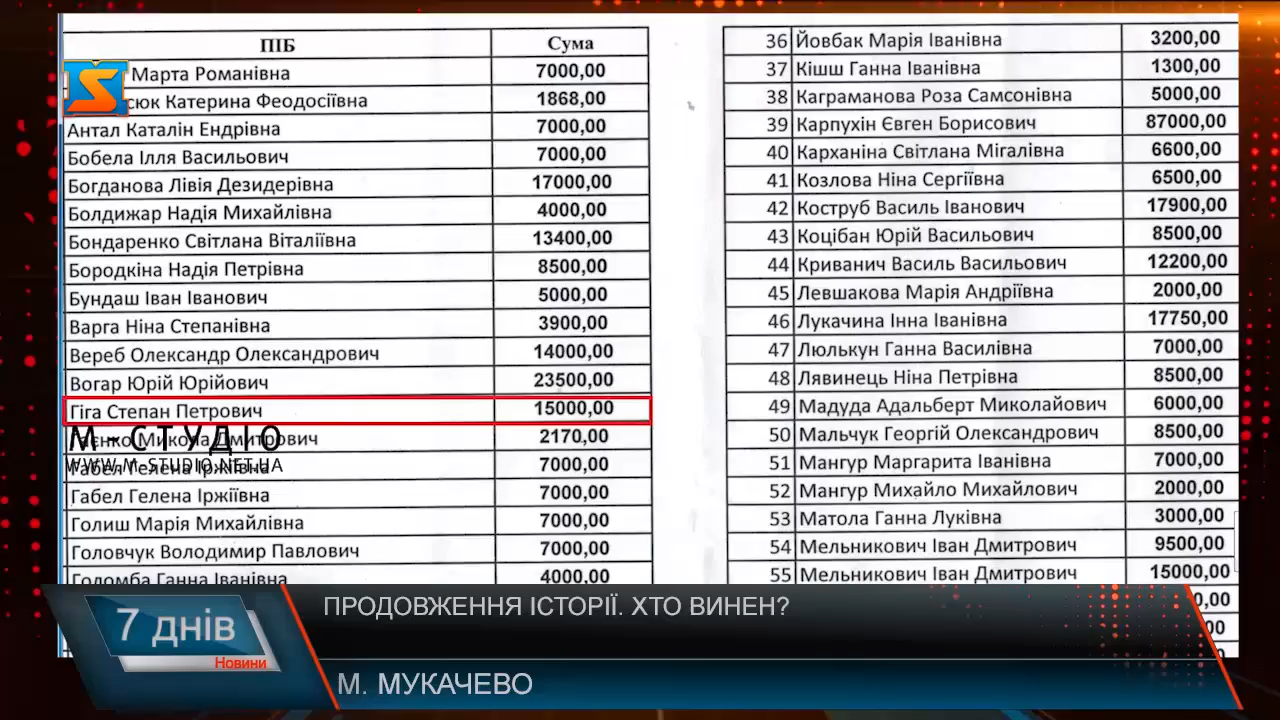 ПІБ Сума
Марта Романівна 7000,00
сюк Катерина Феодосіївна 1868,00
Антал Каталін Ендрівна 7000,00
Бобела Ілля Васильович 7000,00
Богданова Лівія Дезидерівна 17000,00
Болдижар Надія Михайлівна 4000,00
Бондаренко Світлана Віталіївна 13400,00
Бородкіна Надія Петрівна 8500,00
Бундаш Іван Іванович 5000,00
Варга Ніна Степанівна 3900,00
Вереб Олександр Олександрович 14000,00
Вогар Юрій Юрійович 23500,00
Гіга Степан Петрович 15000,00
Микола Дмитрович 2170,00
М-СТУДІО
Габел Гелена Іржіївна 7000,00
WWW.M-STUDIO.NET.UA
Габел Гелена Іржіївна 7000,00
Голиш Марія Михайлівна 7000,00
Головчук Володимир Павлович 7000,00
Голомба Ганна Іванівна 4000,00
36 Йовбак Марія Іванівна 3200,00
37 Кішш Ганна Іванівна 1300,00
38 Каграманова Роза Самсонівна 5000,00
39 Карпухін Євген Борисович 87000,00
40 Карханіна Світлана Мігалівна 6600,00
41 Козлова Ніна Сергіївна 6500,00
42 Коструб Василь Іванович 17900,00
43 Коцібан Юрій Васильович 8500,00
44 Криванич Василь Васильович 12200,00
45 Левшакова Марія Андріївна 2000,00
46 Лукачина Інна Іванівна 17750,00
47 Люлькун Ганна Василівна 7000,00
48 Лявинець Ніна Петрівна 8500,00
49 Мадуда Адальберт Миколайович 6000,00
50 Мальчук Георгій Олександрович 8500,00
51 Мангур Маргарита Іванівна 7000,00
52 Мангур Михайло Михайлович 2000,00
53 Матола Ганна Луківна 3000,00
54 Мельникович Іван Дмитрович 9500,00
55 Мельникович Іван Дмитрович 15000,00
7 днів
Новини
ПРОДОВЖЕННЯ ІСТОРІЇ. ХТО ВИНЕН?
М. МУКАЧЕВО